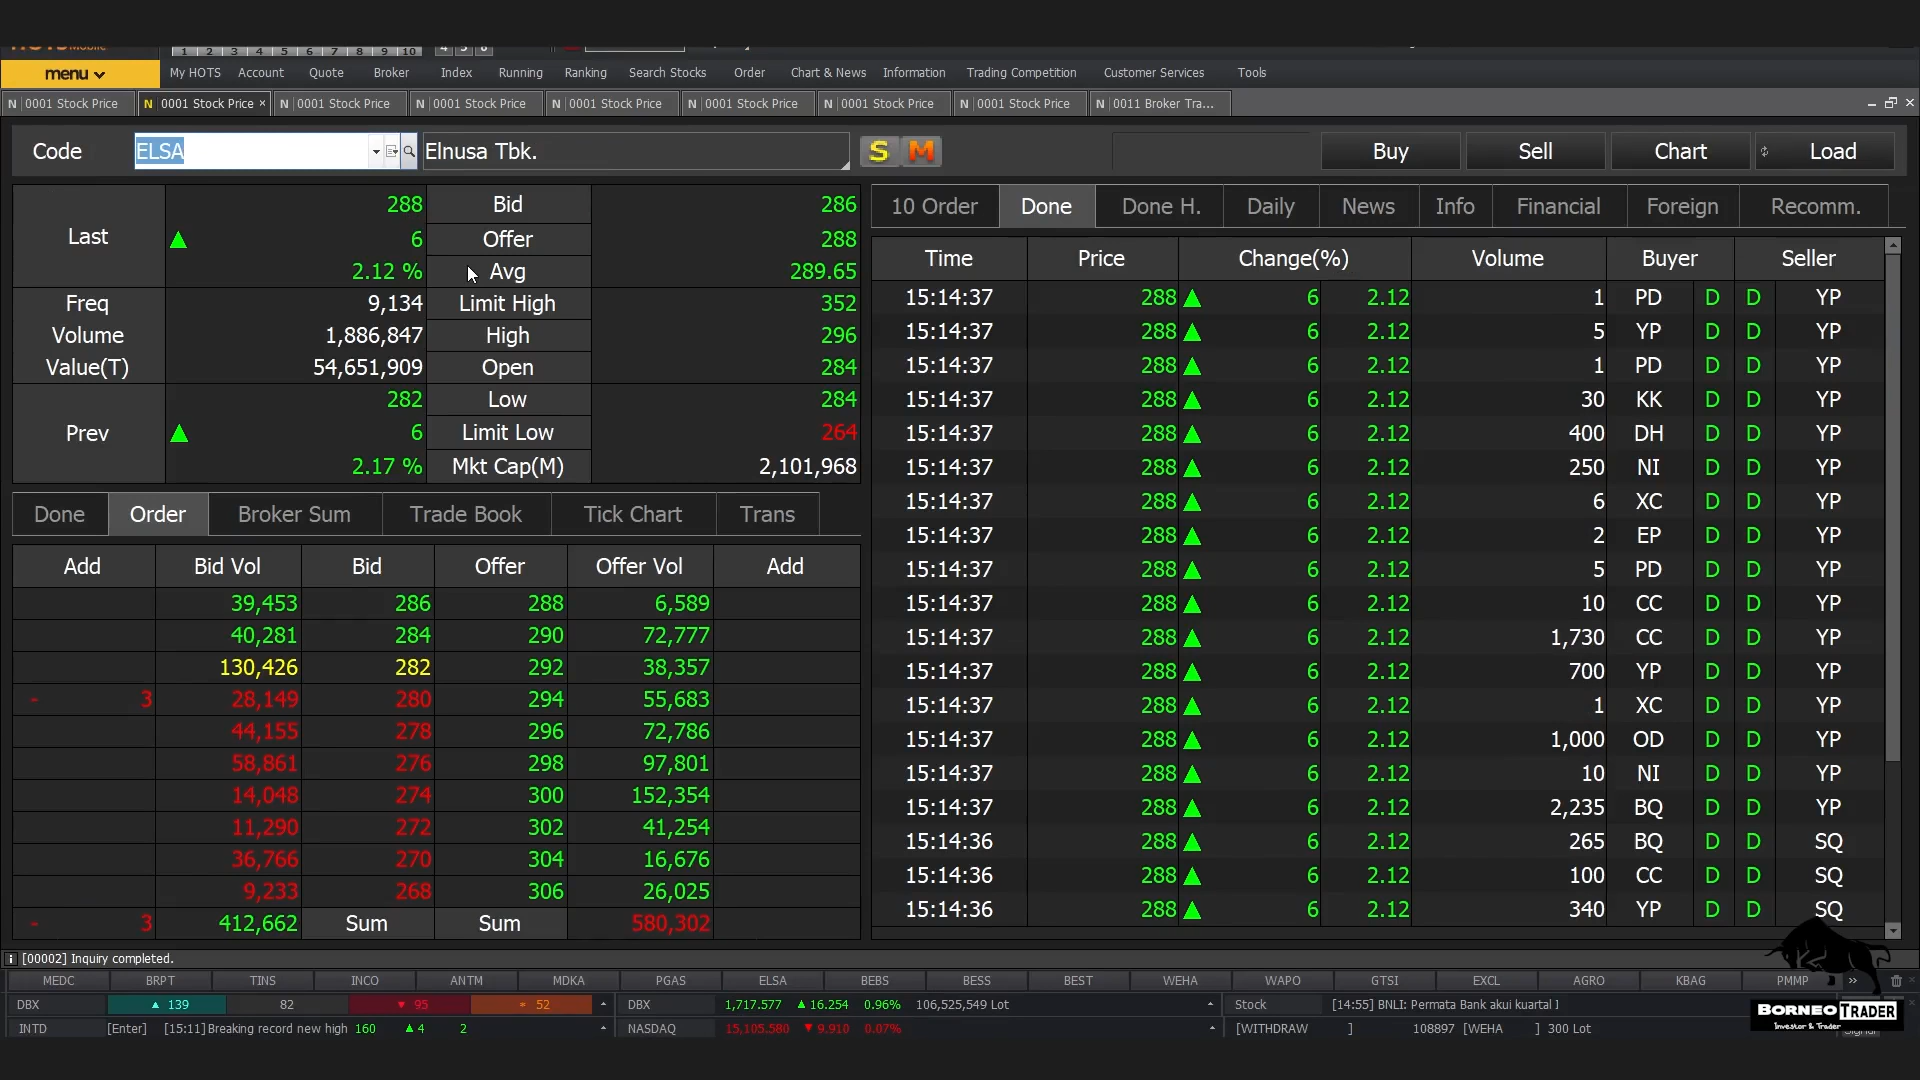 1 2 3 4 5 6 7 8 9 10
menu My HOTS Account Quote Broker Index Running Ranking Search Stocks Order Chart & News Information Trading Competition Customer Services Tools
N 0001 Stock Price N 0001 Stock Price × N 0001 Stock Price N 0001 Stock Price N 0001 Stock Price N 0001 Stock Price N 0001 Stock Price N 0001 Stock Price N 0011 Broker Tra...
Code ELSA Elnusa Tbk. S M Buy Sell Chart Load
Last 288 Bid 286
▲ 6 Offer 288
2.12 % Avg 289.65
Freq 9,134 Limit High 352
Volume 1,886,847 High 296
Value(T) 54,651,909 Open 284
282 Low 284
Prev ▲ 6 Limit Low 264
2.17 % Mkt Cap(M) 2,101,968
Done Order Broker Sum Trade Book Tick Chart Trans
Add Bid Vol Bid Offer Offer Vol Add
39,453 286 288 6,589
40,281 284 290 72,777
130,426 282 292 38,357
- 3 28,149 280 294 55,683
44,155 278 296 72,786
58,861 276 298 97,801
14,048 274 300 152,354
11,290 272 302 41,254
36,766 270 304 16,676
9,233 268 306 26,025
- 3 412,662 Sum Sum 580,302
10 Order Done Done H. Daily News Info Financial Foreign Recomm.
Time Price Change(%) Volume Buyer Seller
15:14:37 288 ▲ 6 2.12 1 PD D D YP
15:14:37 288 ▲ 6 2.12 5 YP D D YP
15:14:37 288 ▲ 6 2.12 1 PD D D YP
15:14:37 288 ▲ 6 2.12 30 KK D D YP
15:14:37 288 ▲ 6 2.12 400 DH D D YP
15:14:37 288 ▲ 6 2.12 250 NI D D YP
15:14:37 288 ▲ 6 2.12 6 XC D D YP
15:14:37 288 ▲ 6 2.12 2 EP D D YP
15:14:37 288 ▲ 6 2.12 5 PD D D YP
15:14:37 288 ▲ 6 2.12 10 CC D D YP
15:14:37 288 ▲ 6 2.12 1,730 CC D D YP
15:14:37 288 ▲ 6 2.12 700 YP D D YP
15:14:37 288 ▲ 6 2.12 1 XC D D YP
15:14:37 288 ▲ 6 2.12 1,000 OD D D YP
15:14:37 288 ▲ 6 2.12 10 NI D D YP
15:14:37 288 ▲ 6 2.12 2,235 BQ D D YP
15:14:36 288 ▲ 6 2.12 265 BQ D D SQ
15:14:36 288 ▲ 6 2.12 100 CC D D SQ
15:14:36 288 ▲ 6 2.12 340 YP D D SQ
[00002] Inquiry completed.
MEDC BRPT TINS INCO ANTM MDKA PGAS ELSA BEBS BESS BEST WEHA WAPO GTSI EXCL AGRO KBAG PMMP »
DBX ▲ 139 82 ▼ 95 52 DBX 1,717.577 ▲ 16.254 0.96% 106,525,549 Lot Stock [14:55] BNLI: Permata Bank akui kuartal
INTD [Enter] [15:11]Breaking record new high 160 ▲ 4 2 NASDAQ 15,105.580 ▼ 9.910 0.07% [WITHDRAW ] 108897 [WEHA ] 300 Lot
BORNEO TRADER
Investor & Trader